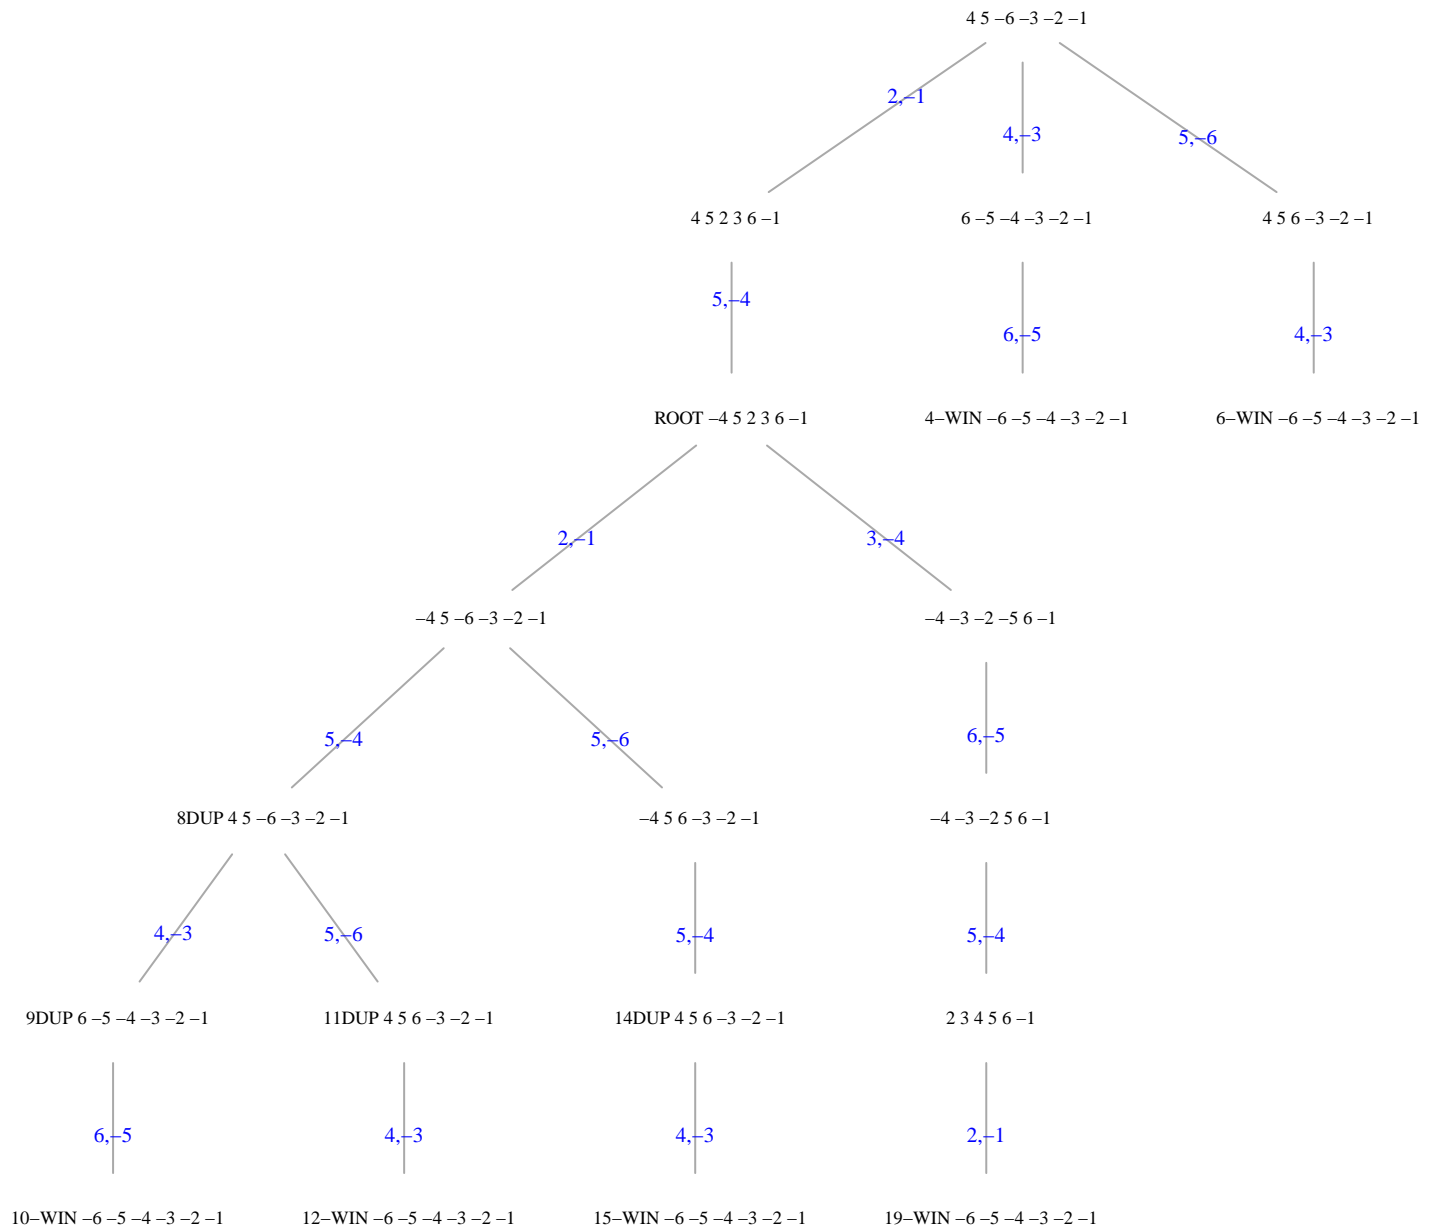 4 5 –6 –3 –2 –1
2,–1
4,–3
5,–6
4 5 2 3 6 –1
6 –5 –4 –3 –2 –1
4 5 6 –3 –2 –1
5,–4
6,–5
4,–3
ROOT –4 5 2 3 6 –1
4–WIN –6 –5 –4 –3 –2 –1
6–WIN –6 –5 –4 –3 –2 –1
2,–1
3,–4
–4 5 –6 –3 –2 –1
–4 –3 –2 –5 6 –1
5,–4
5,–6
6,–5
8DUP 4 5 –6 –3 –2 –1
–4 5 6 –3 –2 –1
–4 –3 –2 5 6 –1
4,–3
5,–6
5,–4
5,–4
9DUP 6 –5 –4 –3 –2 –1
11DUP 4 5 6 –3 –2 –1
14DUP 4 5 6 –3 –2 –1
2 3 4 5 6 –1
6,–5
4,–3
4,–3
2,–1
10–WIN –6 –5 –4 –3 –2 –1
12–WIN –6 –5 –4 –3 –2 –1
15–WIN –6 –5 –4 –3 –2 –1
19–WIN –6 –5 –4 –3 –2 –1